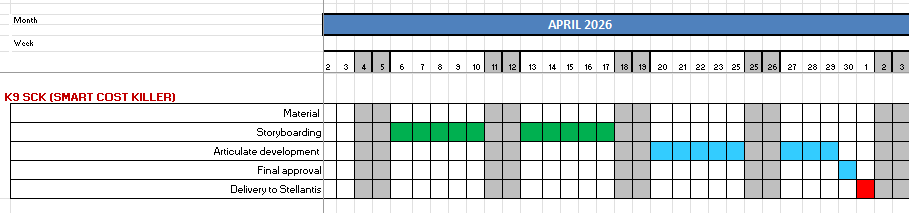 Month
APRIL 2026
Week
2 3 4 5 6 7 8 9 10 11 12 13 14 15 16 17 18 19 20 21 22 23 25 25 26 27 28 29 30 1 2 3
K9 SCK (SMART COST KILLER)
Material
Storyboarding
Articulate development
Final approval
Delivery to Stellantis